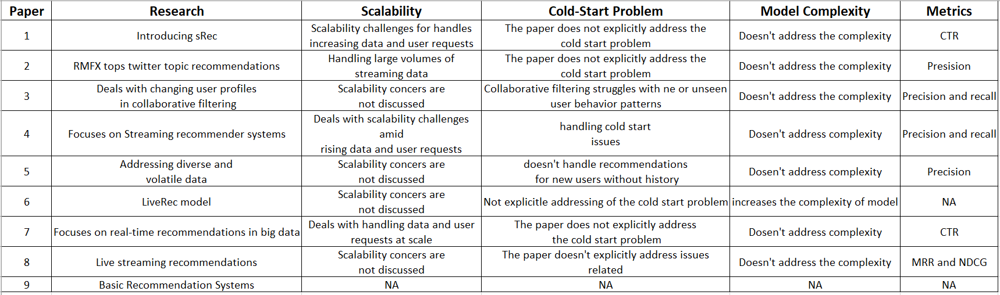 Paper Research Scalability Cold-Start Problem Model Complexity Metrics
1 Introducing sRec Scalability challenges for handles
increasing data and user requests The paper does not explicitly address the
cold start problem Doesn't address the complexity CTR
2 RMFX tops twitter topic recommendations Handling large volumes of
streaming data The paper does not explicitly address the
cold start problem Doesn't address the complexity Presision
3 Deals with changing user profiles
in collaborative filtering Scalability concers are
not discussed Collaborative filtering struggles with ne or unseen
user behavior patterns Doesn't address the complexity Precision and recall
4 Focuses on Streaming recommender systems Deals with scalability challenges
amid
rising data and user requests handling cold start
issues Dosen't address complexity Precision and recall
5 Addressing diverse and
volatile data Scalability concers are
not discussed doesn't handle recommendations
for new users without history Dosen't address complexity Precision
6 LiveRec model Scalability concers are
not discussed Not explicitle addressing of the cold start problem increases the complexity of model NA
7 Focuses on real-time recommendations in big data Deals with handling data and user
requests at scale The paper does not explicitly address
the cold start problem Dosen't address complexity CTR
8 Live streaming recommendations Scalability concers are
not discussed The paper doesn't explicitly address issues
related Doesn't address the complexity MRR and NDCG
9 Basic Recommendation Systems NA NA NA NA